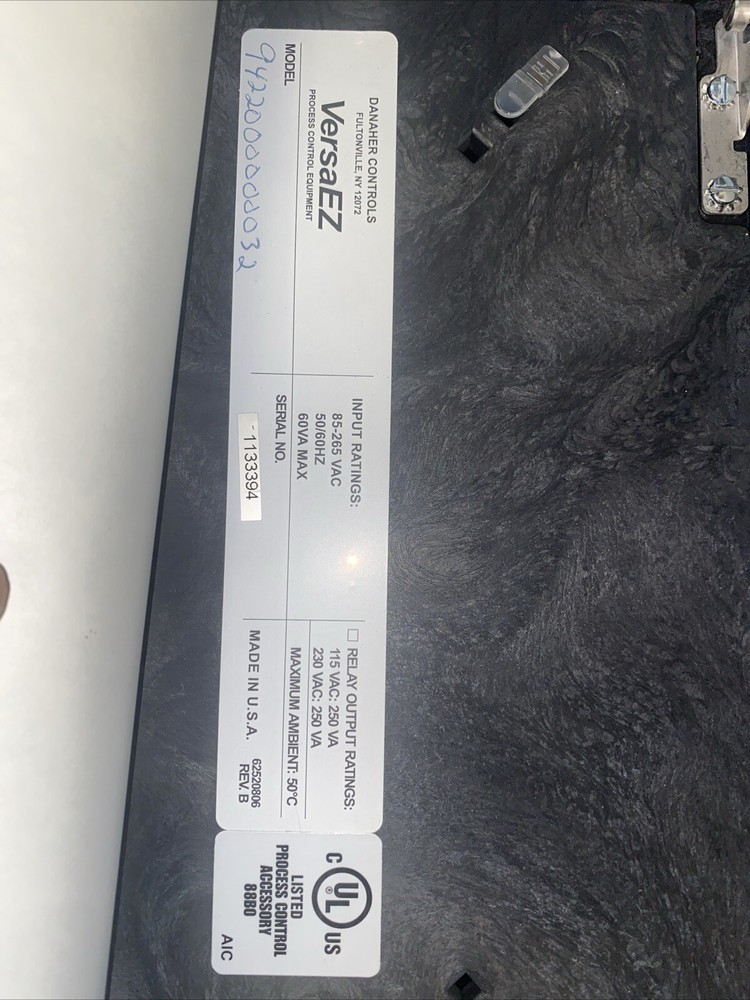 DANAHER CONTROLS
FULTONVILLE, NY 12072
VersaEZ
PROCESS CONTROL EQUIPMENT
MODEL
INPUT RATINGS:
85-265 VAC
50/60HZ
60VA MAX
SERIAL NO.
-1133394
☐ RELAY OUTPUT RATINGS:
115 VAC: 250 VA
230 VAC: 250 VA
MAXIMUM AMBIENT: 50°C
MADE IN U.S.A.
62520806
REV. B
C UL ® US
LISTED
PROCESS CONTROL
ACCESSORY
88B0
AIC